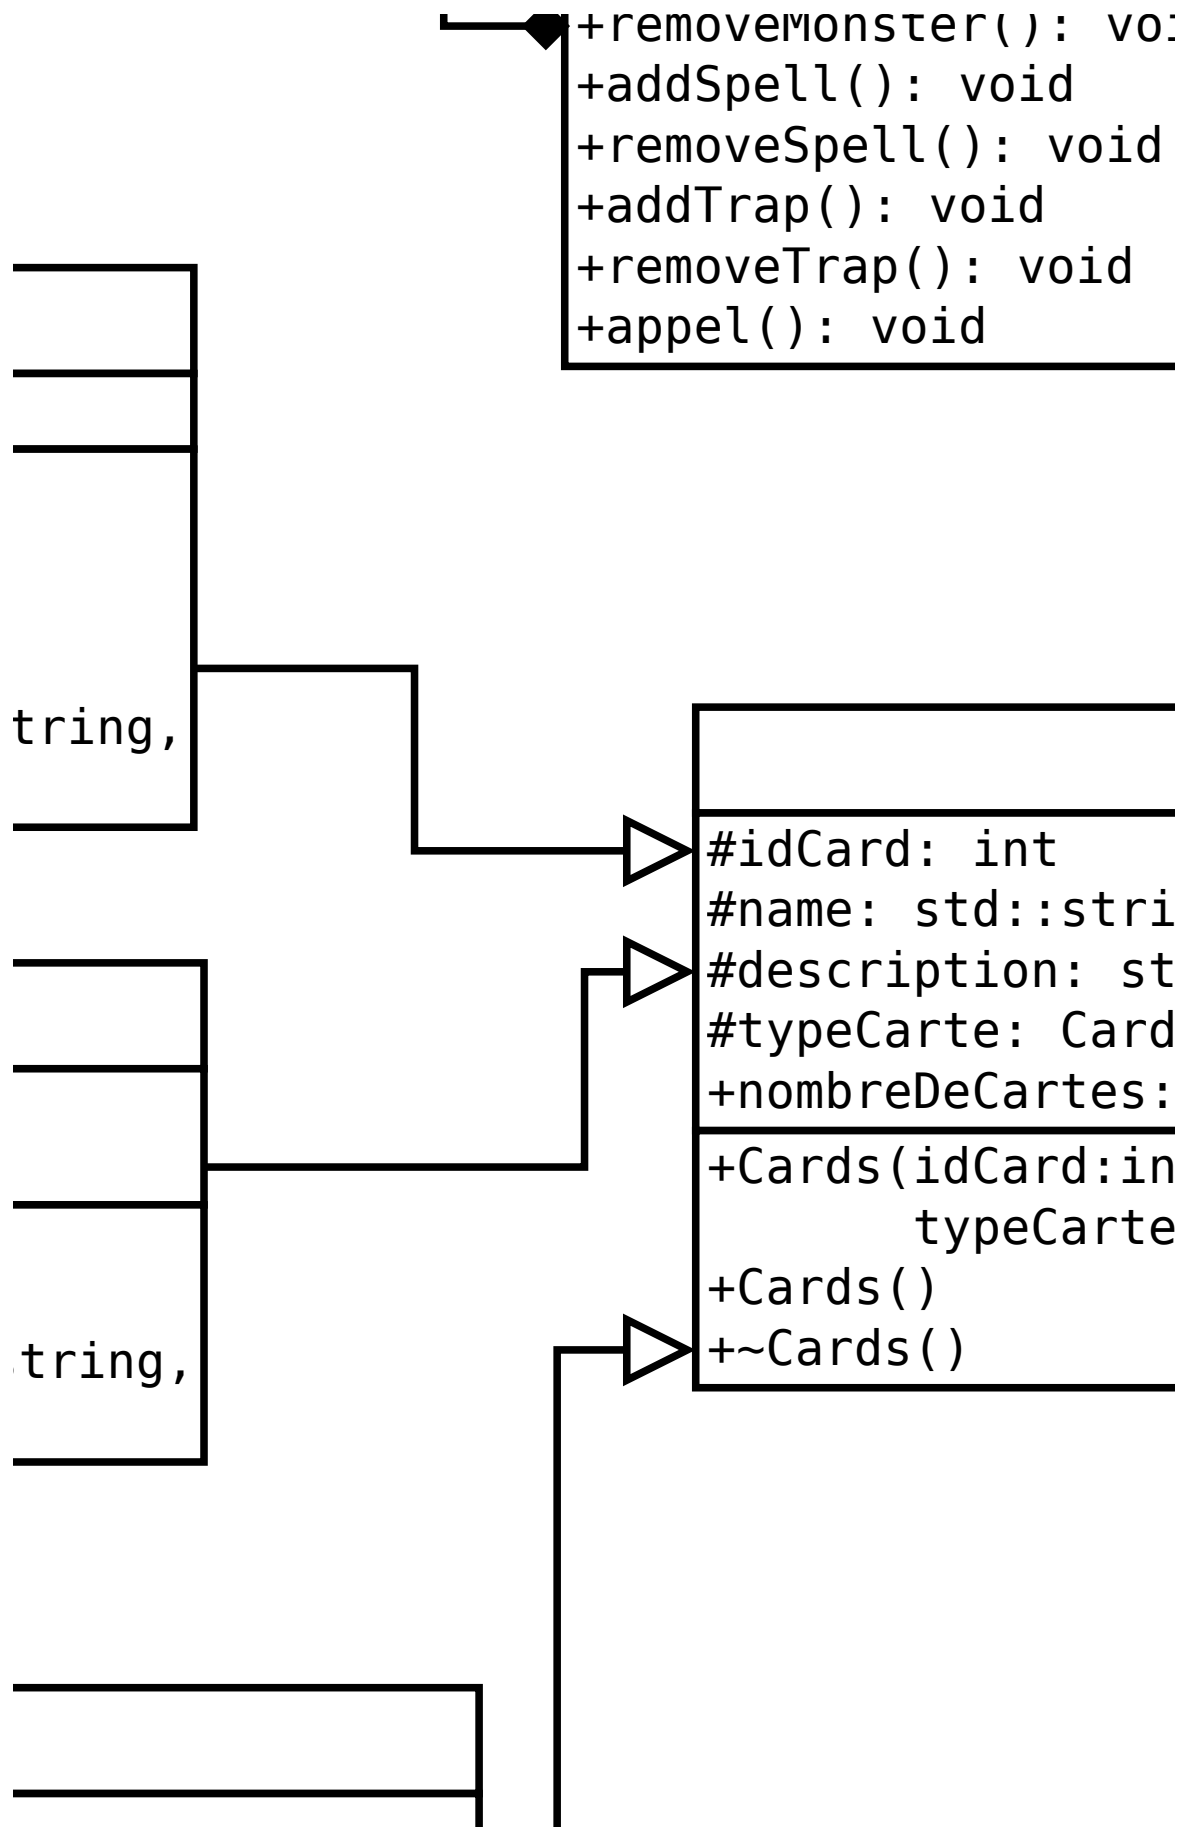 +removeMonster(): voi
+addSpell(): void
+removeSpell(): void
+addTrap(): void
+removeTrap(): void
+appel(): void
tring,
#idCard: int
#name: std::stri
#description: st
#typeCarte: Card
+nombreDeCartes:
+Cards(idCard:in
typeCarte
+Cards()
+~Cards()
tring,